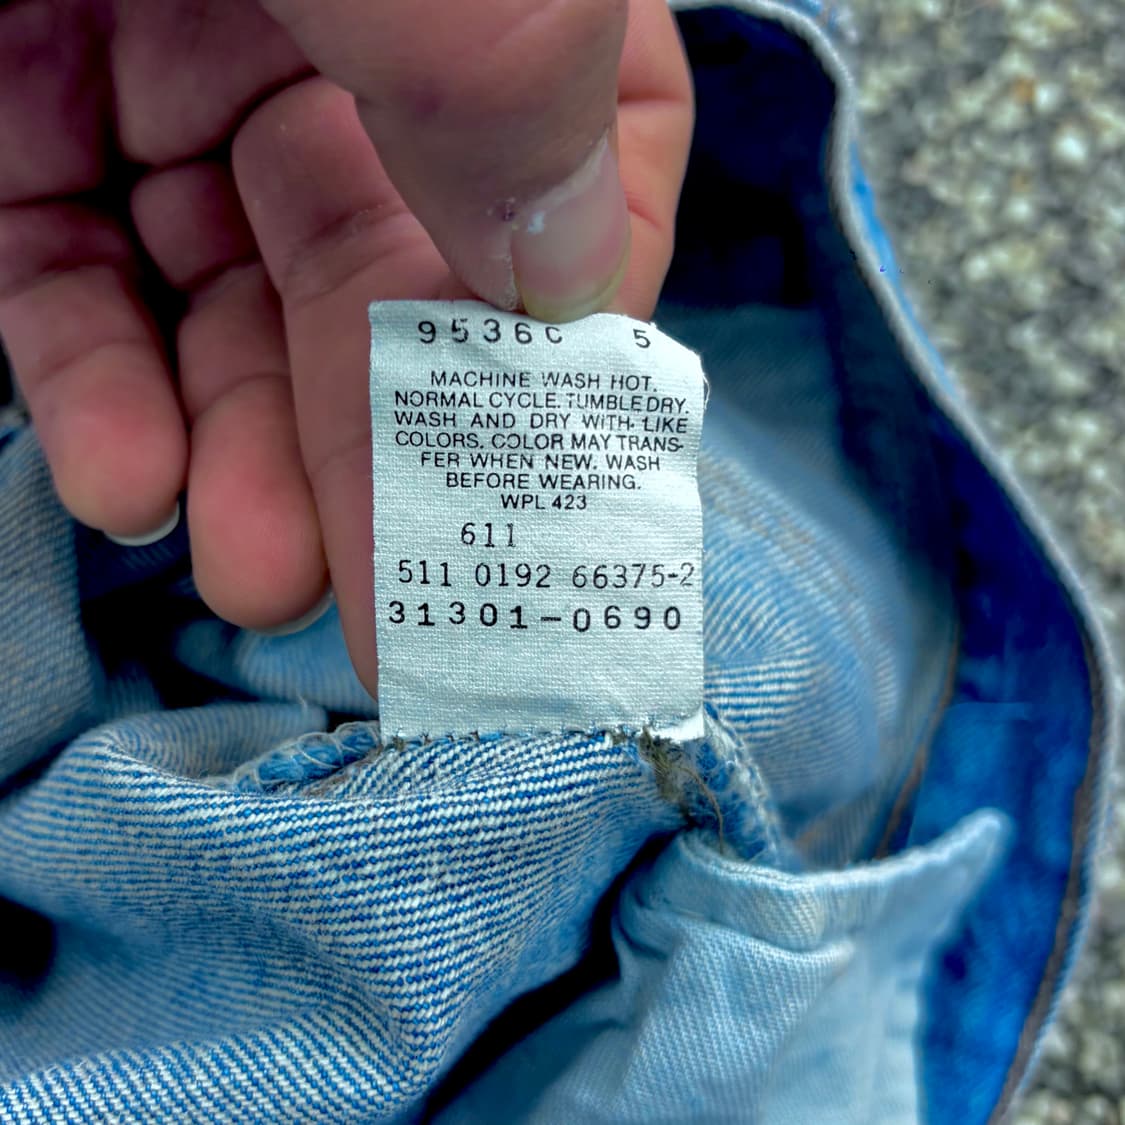 9536C 5
MACHINE WASH HOT.
NORMAL CYCLE. TUMBLE DRY.
WASH AND DRY WITH LIKE
COLORS. COLOR MAY TRANS-
FER WHEN NEW. WASH
BEFORE WEARING.
WPL 423
611
511 0192 66375-2
31301-0690